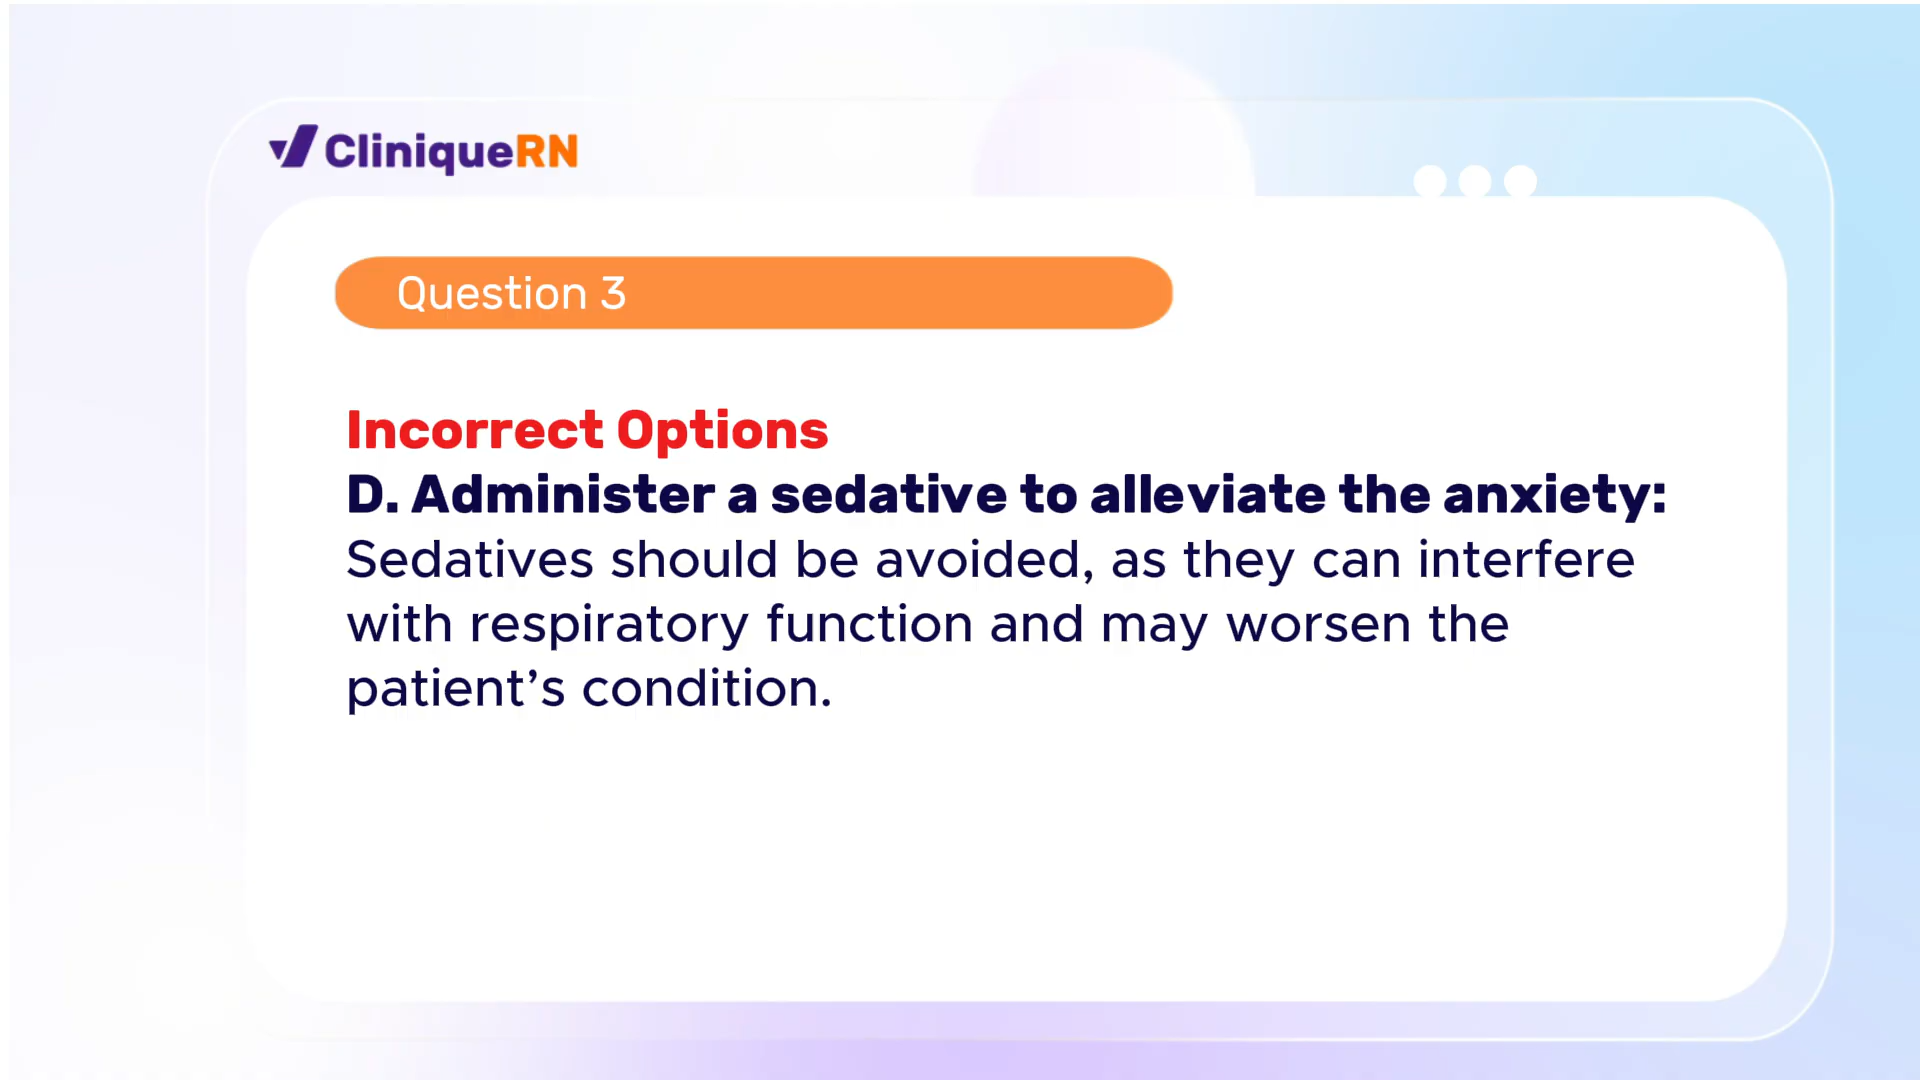 CliniqueRN
Question 3
Incorrect Options
D. Administer a sedative to alleviate the anxiety:
Sedatives should be avoided, as they can interfere
with respiratory function and may worsen the
patient’s condition.